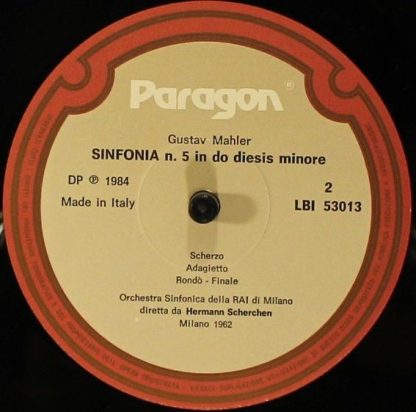 Paragon®
Gustav Mahler
SINFONIA n. 5 in do diesis minore
DP ℗ 1984
2
Made in Italy
LBI 53013
Scherzo
Adagietto
Rondò - Finale
Orchestra Sinfonica della RAI di Milano
diretta da Hermann Scherchen
Milano 1962